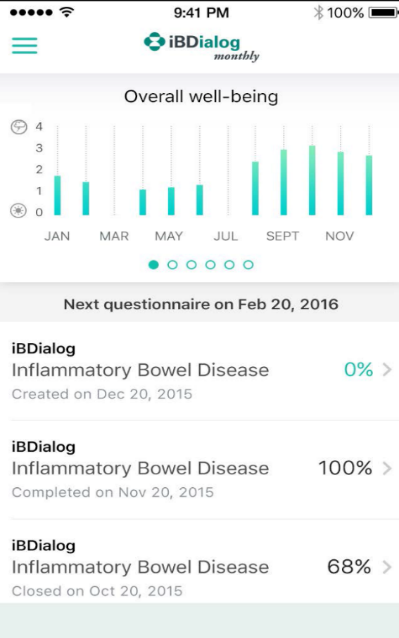 9:41 PM
100%
iBDialog
monthly
Overall well-being
4
3
2
1
0
JAN MAR MAY JUL SEPT NOV
Next questionnaire on Feb 20, 2016
iBDialog
Inflammatory Bowel Disease 0%
Created on Dec 20, 2015
iBDialog
Inflammatory Bowel Disease 100%
Completed on Nov 20, 2015
iBDialog
Inflammatory Bowel Disease 68%
Closed on Oct 20, 2015